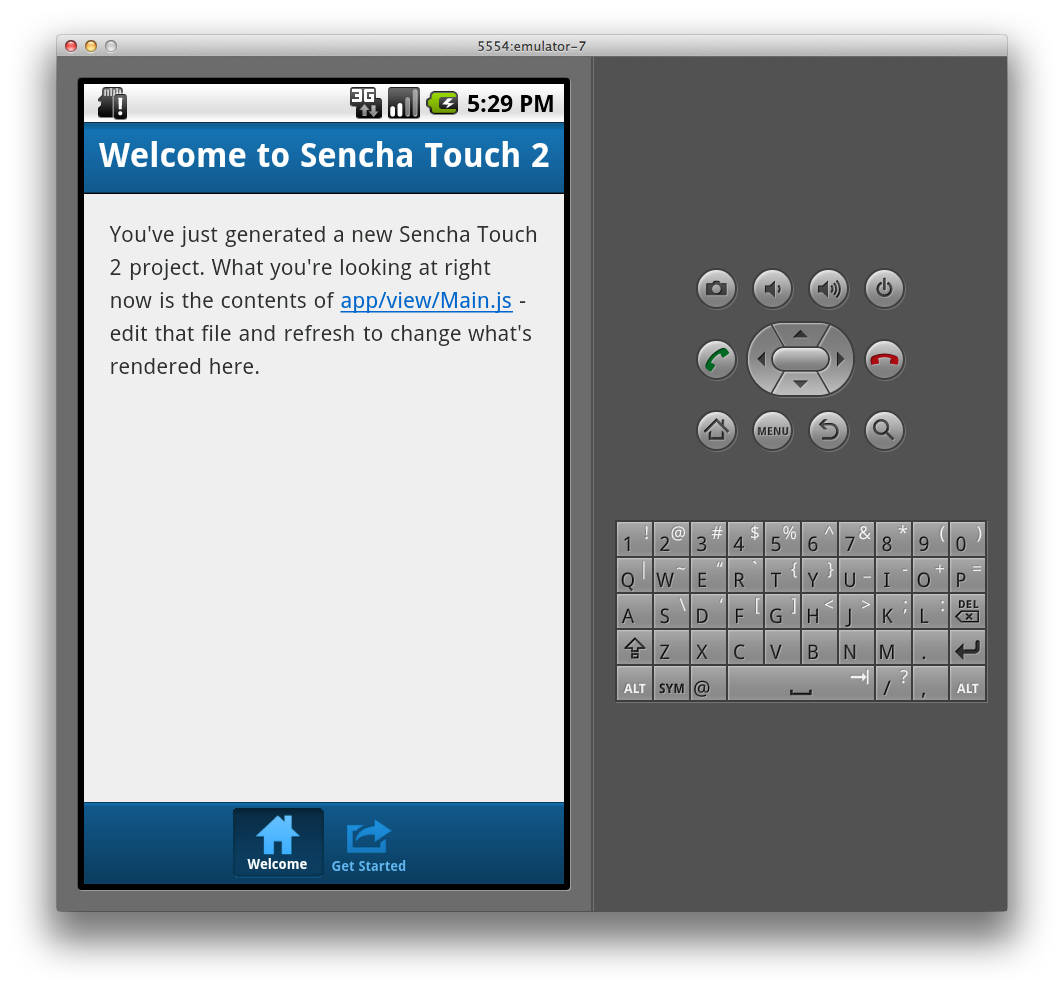 5554:emulator-7
3G
5:29 PM
Welcome to Sencha Touch 2
You've just generated a new Sencha Touch
2 project. What you're looking at right
now is the contents of app/view/Main.js -
edit that file and refresh to change what's
rendered here.
Welcome
Get Started
MENU
1 ! 2 @ 3 # 4 $ 5 % 6 ^ 7 & 8 * 9 ( 0 )
Q | W ~ E “ R ` T { Y } U _ I - O + P =
A S \ D ‘ F [ G ] H < J > K ; L : DEL
Z X C V B N M .
ALT SYM @ / ? , ALT